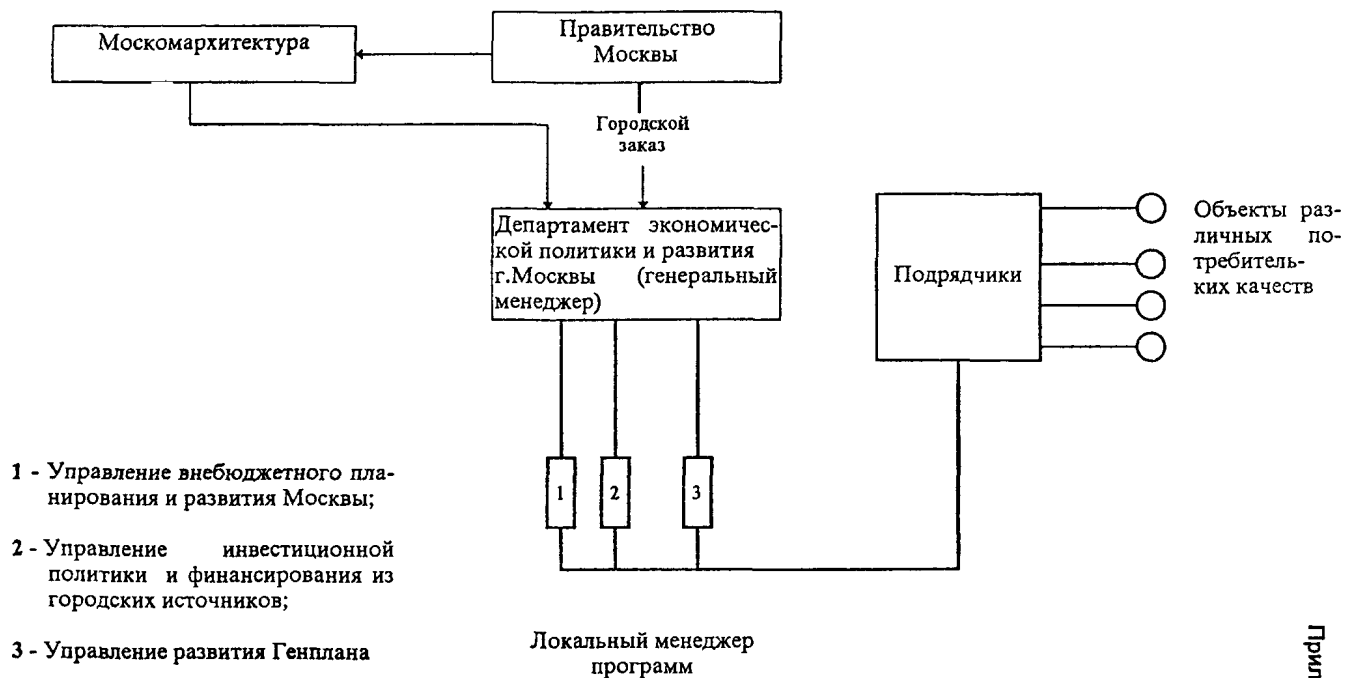 Москомархитектура
Правительство
Москвы
Городской
заказ
Департамент экономичес-
кой политики и развития
г.Москвы (генеральный
менеджер)
Подрядчики
Объекты раз-
личных по-
требитель-
ких качеств
1
2
3
1 - Управление внебюджетного пла-
нирования и развития Москвы;
2 - Управление инвестиционной
политики и финансирования из
городских источников;
3 - Управление развития Генплана
Локальный менеджер
программ